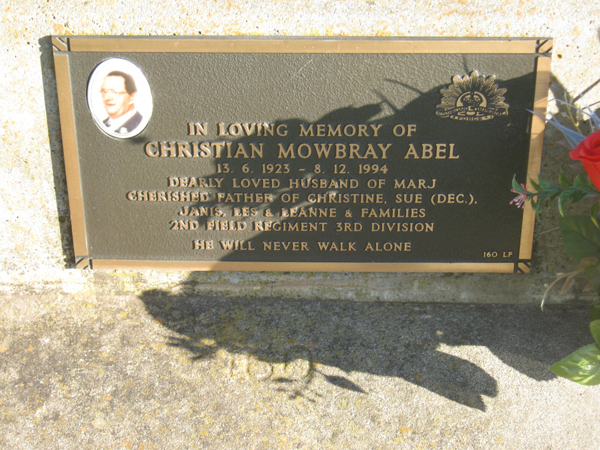 IN LOVING MEMORY OF
CHRISTIAN MOWBRAY ABEL
13. 6. 1923 - 8. 12. 1994
DEARLY LOVED HUSBAND OF MARJ
CHERISHED FATHER OF CHRISTINE, SUE (DEC.),
JANIS, LES & LEANNE & FAMILIES
2ND FIELD REGIMENT 3RD DIVISION
HE WILL NEVER WALK ALONE
160 LF